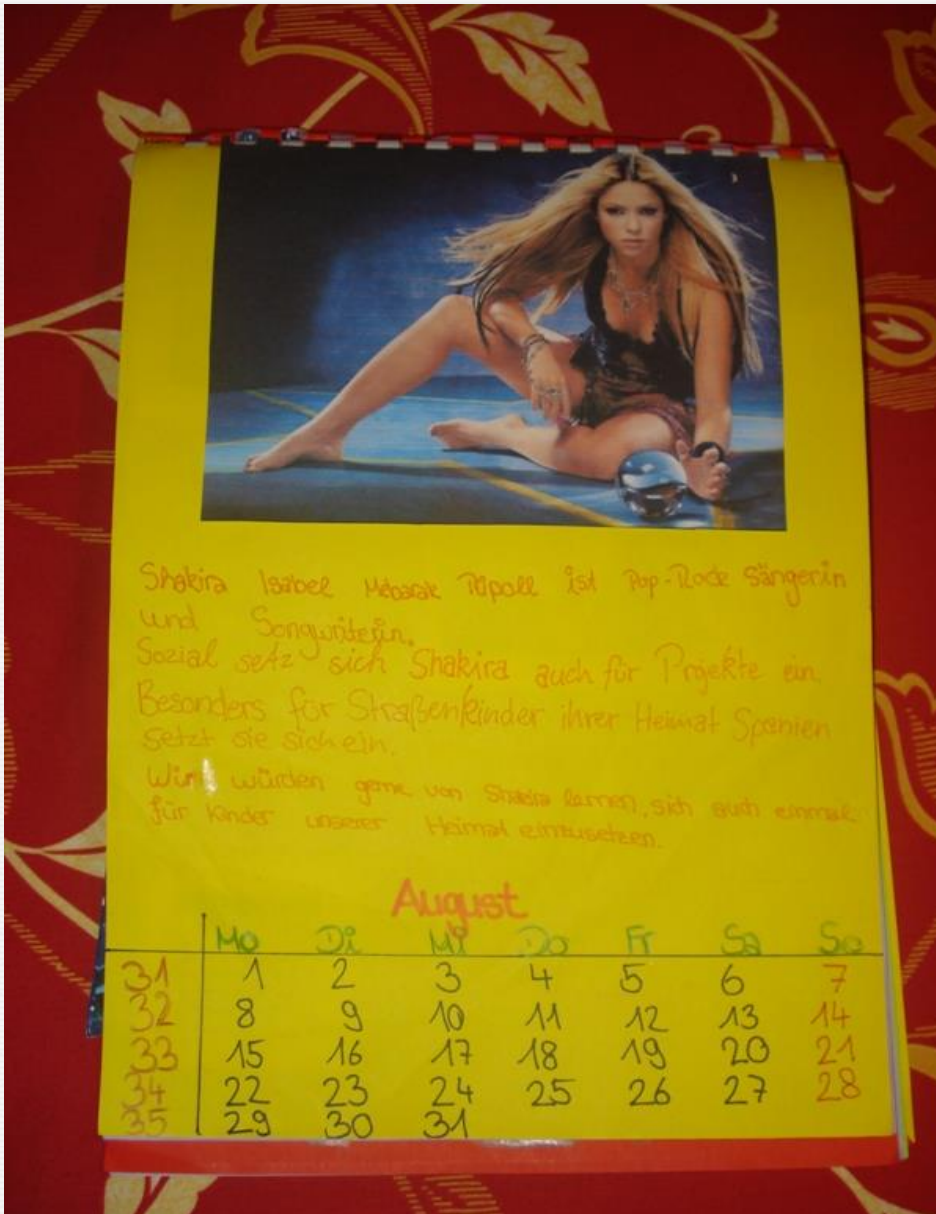 Shakira Isabel Mebarak Ripoll ist Pop-Rock Sängerin
und Songwriterin.
Sozial setz sich Shakira auch für Projekte ein.
Besonders für Straßenkinder ihrer Heimat Spanien
setzt sie sich ein.
Wir würden gerne von Shakira lernen, sich auch einmal
für Kinder unserer Heimat einzusetzen.
August
Mo Di Mi Do Fr Sa So
31 1 2 3 4 5 6 7
32 8 9 10 11 12 13 14
33 15 16 17 18 19 20 21
34 22 23 24 25 26 27 28
35 29 30 31